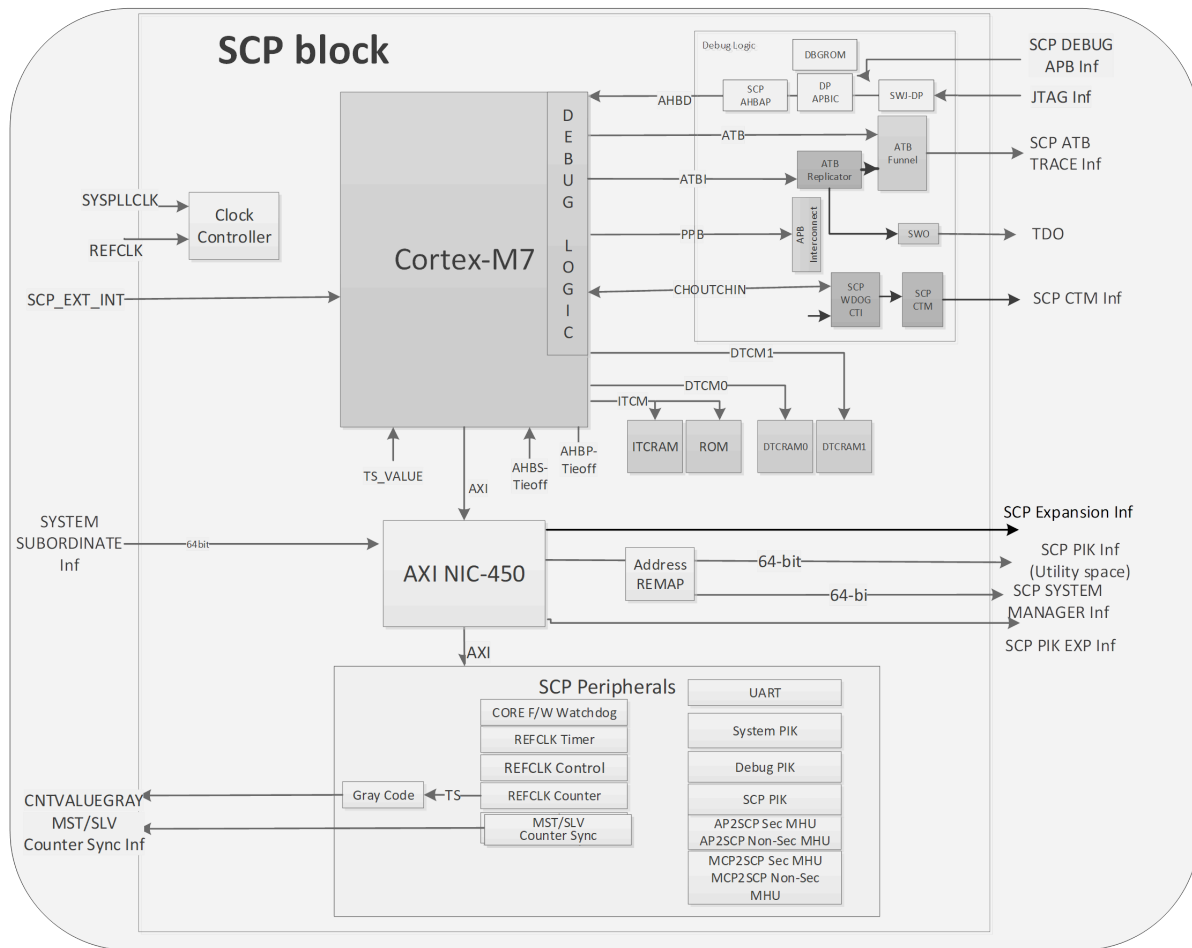 SCP block
Debug Logic
DBGROM
SCP DEBUG
APB Inf
SCP
AHBAP
DP
APBIC
SWJ-DP
JTAG Inf
AHBD
DEBUG LOGIC
ATB
ATB
Funnel
SCP ATB
TRACE Inf
ATB
Replicator
ATBI
SYSPLLCLK
Clock
Controller
REFCLK
Cortex-M7
PPB
APB
Interconnect
SWO
TDO
SCP_EXT_INT
CHOUTCHIN
SCP
WDOG
CTI
SCP
CTM
SCP CTM Inf
DTCM1
DTCM0
ITCM
ITCRAM
ROM
DTCRAM0
DTCRAM1
TS_VALUE
AXI
AHBS-
Tieoff
AHBP-
Tieoff
SYSTEM
SUBORDINATE
Inf
64bit
AXI NIC-450
SCP Expansion Inf
Address
REMAP
64-bit
SCP PIK Inf
(Utility space)
64-bi
SCP SYSTEM
MANAGER Inf
SCP PIK EXP Inf
AXI
SCP Peripherals
CORE F/W Watchdog
REFCLK Timer
REFCLK Control
REFCLK Counter
MST/SLV
Counter Sync
TS
Gray Code
UART
System PIK
Debug PIK
SCP PIK
AP2SCP Sec MHU
AP2SCP Non-Sec MHU
MCP2SCP Sec MHU
MCP2SCP Non-Sec
MHU
CNTVALUEGRAY
MST/SLV
Counter Sync Inf